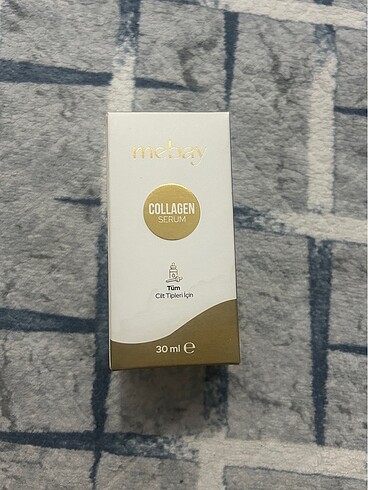 mebay
COLLAGEN
SERUM
Tüm
Cilt Tipleri İçin
30 ml ℮